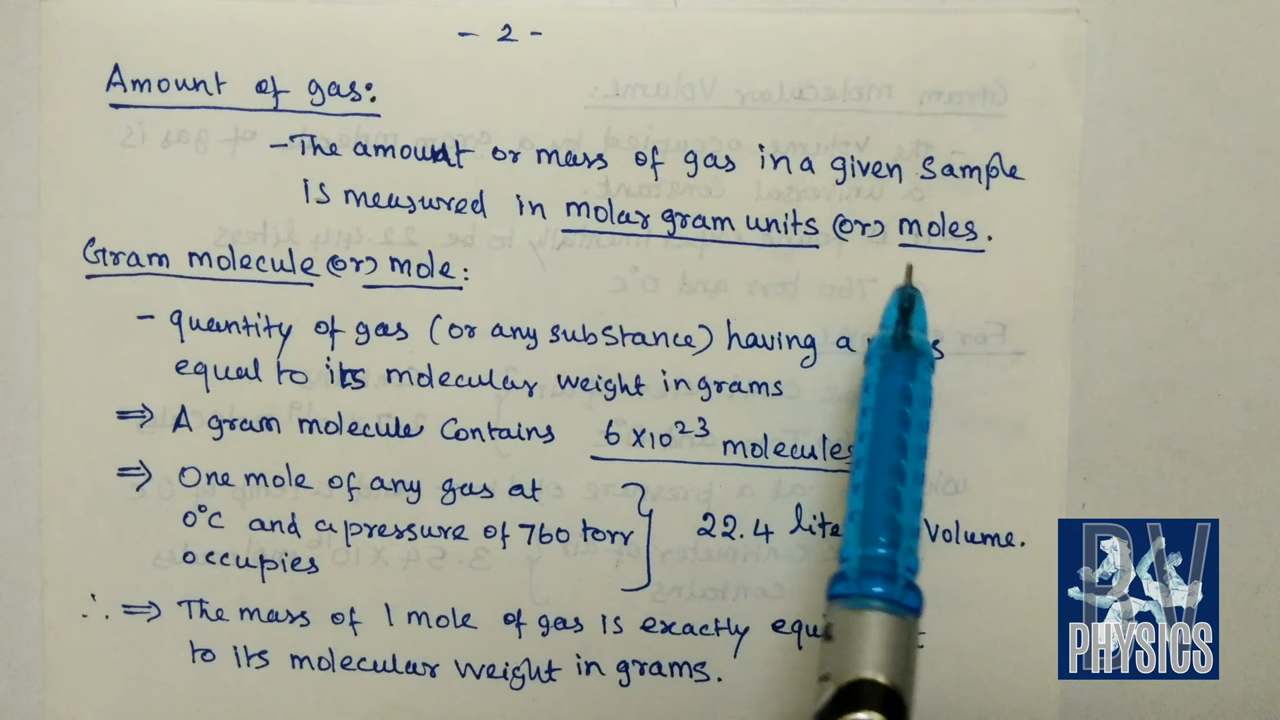 - 2 -
Amount of gas:
- The amount or mass of gas in a given sample
is measured in molar gram units (or) moles.
Gram molecule (or) mole:
- quantity of gas (or any substance) having a
equal to its molecular weight in grams
⇒ A gram molecule contains 6 x 10²³ molecules
⇒ One mole of any gas at
0°C and a pressure of 760 torr } 22.4 Volume.
occupies
∴ ⇒ The mass of 1 mole of gas is exactly
to its molecular weight in grams.
RV
PHYSICS